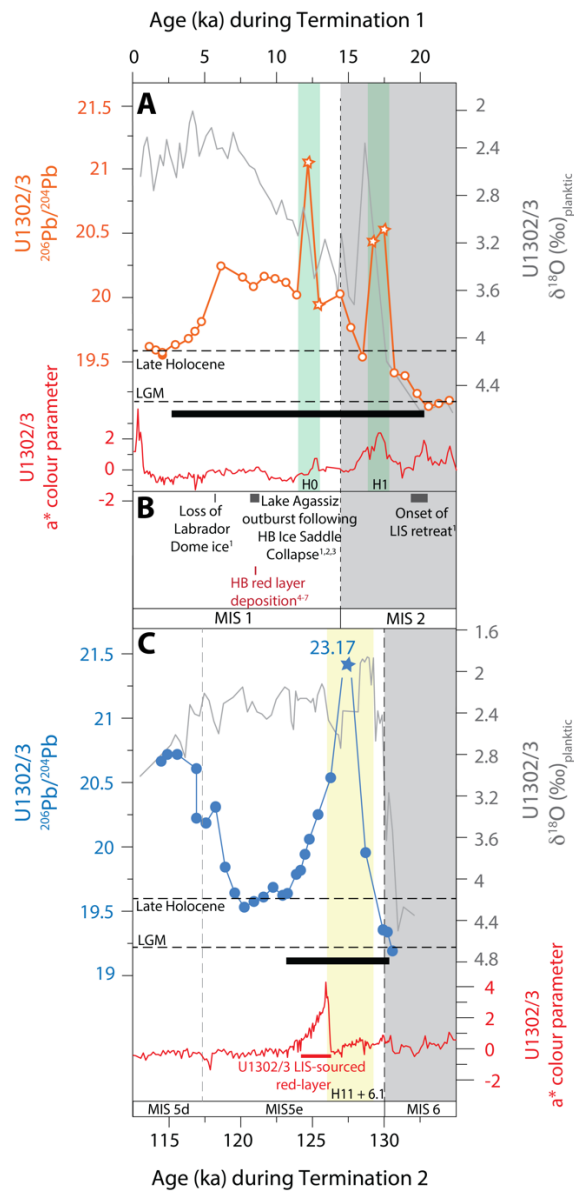 Age (ka) during Termination 1
0 5 10 15 20
A
21.5
21
20.5
20
19.5
U1302/3
²⁰⁶Pb/²⁰⁴Pb
2
2.4
2.8
3.2
3.6
4
4.4
U1302/3
δ¹⁸O (‰)planktic
Late Holocene
LGM
U1302/3
a* colour parameter
2
0
-2
H0
H1
B
Loss of
Labrador
Dome ice¹
Lake Agassiz
outburst following
HB Ice Saddle
Collapse¹,²,³
Onset of
LIS retreat¹
HB red layer
deposition⁴⁻⁷
MIS 1
MIS 2
C
23.17
21.5
21
20.5
20
19.5
19
U1302/3
²⁰⁶Pb/²⁰⁴Pb
1.6
2
2.4
2.8
3.2
3.6
4
4.4
4.8
U1302/3
δ¹⁸O (‰)planktic
Late Holocene
LGM
4
2
0
-2
U1302/3
a* colour parameter
U1302/3 LIS-sourced
red-layer
H11 + 6.1
MIS 5d
MIS5e
MIS 6
115 120 125 130
Age (ka) during Termination 2